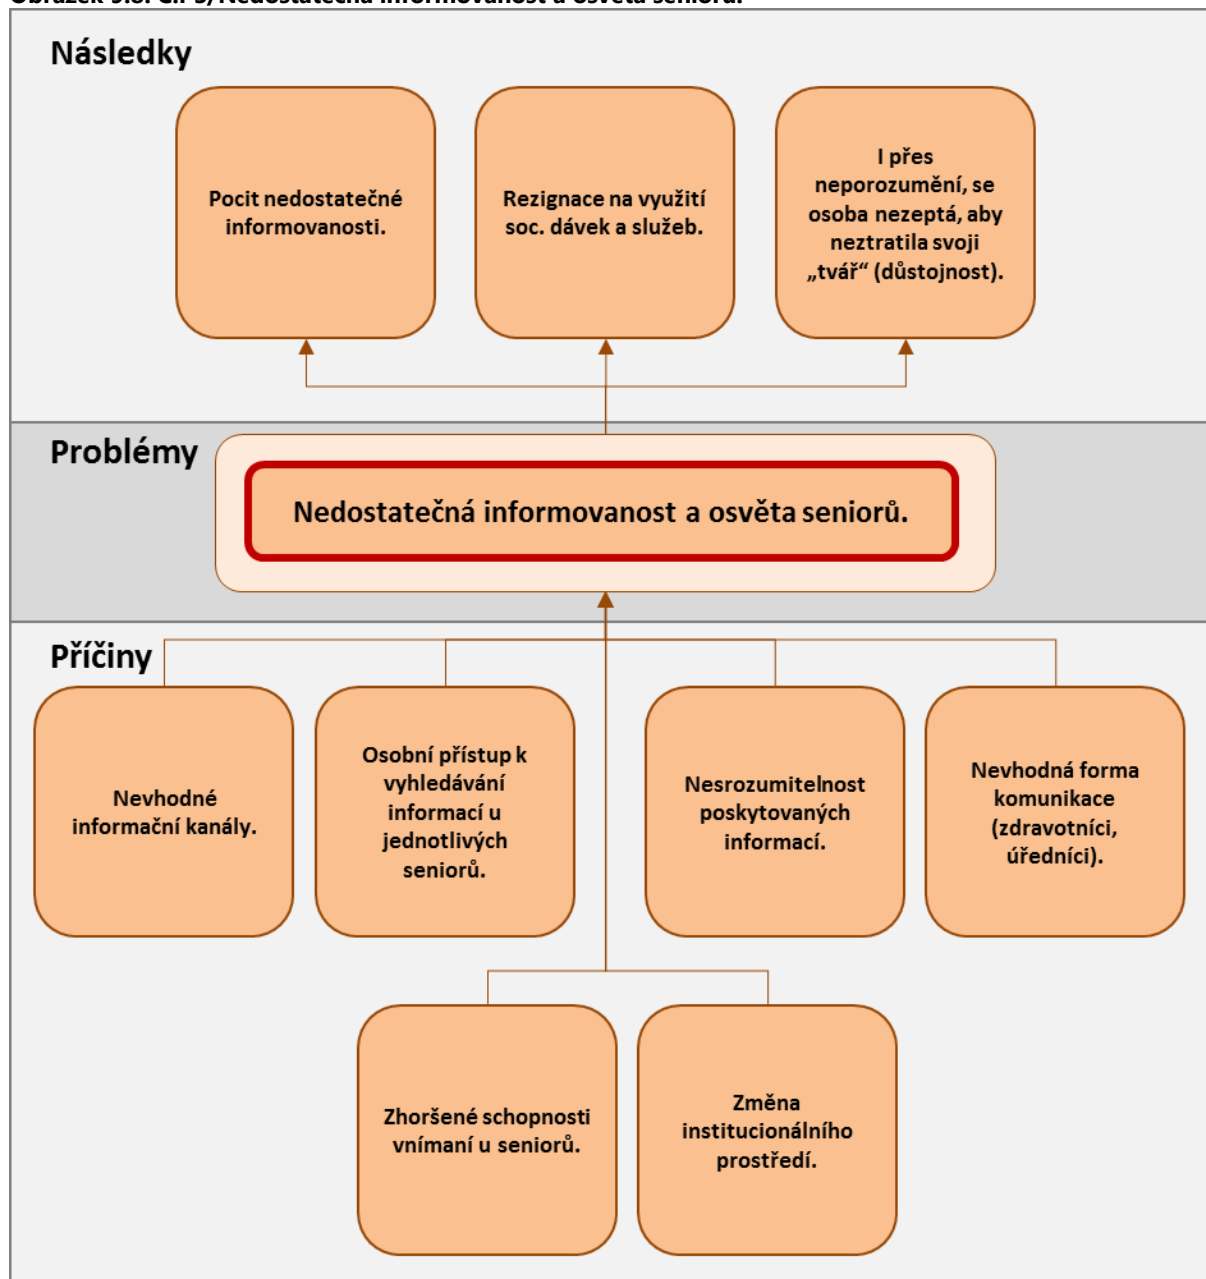 Následky
Pocit nedostatečné
informovanosti.
Rezignace na využití
soc. dávek a služeb.
I přes
neporozumění, se
osoba nezeptá, aby
neztratila svoji
„tvář“ (důstojnost).
Problémy
Nedostatečná informovanost a osvěta seniorů.
Příčiny
Nevhodné
informační kanály.
Osobní přístup k
vyhledávání
informací u
jednotlivých
seniorů.
Nesrozumitelnost
poskytovaných
informací.
Nevhodná forma
komunikace
(zdravotníci,
úředníci).
Zhoršené schopnosti
vnímaní u seniorů.
Změna
institucionálního
prostředí.